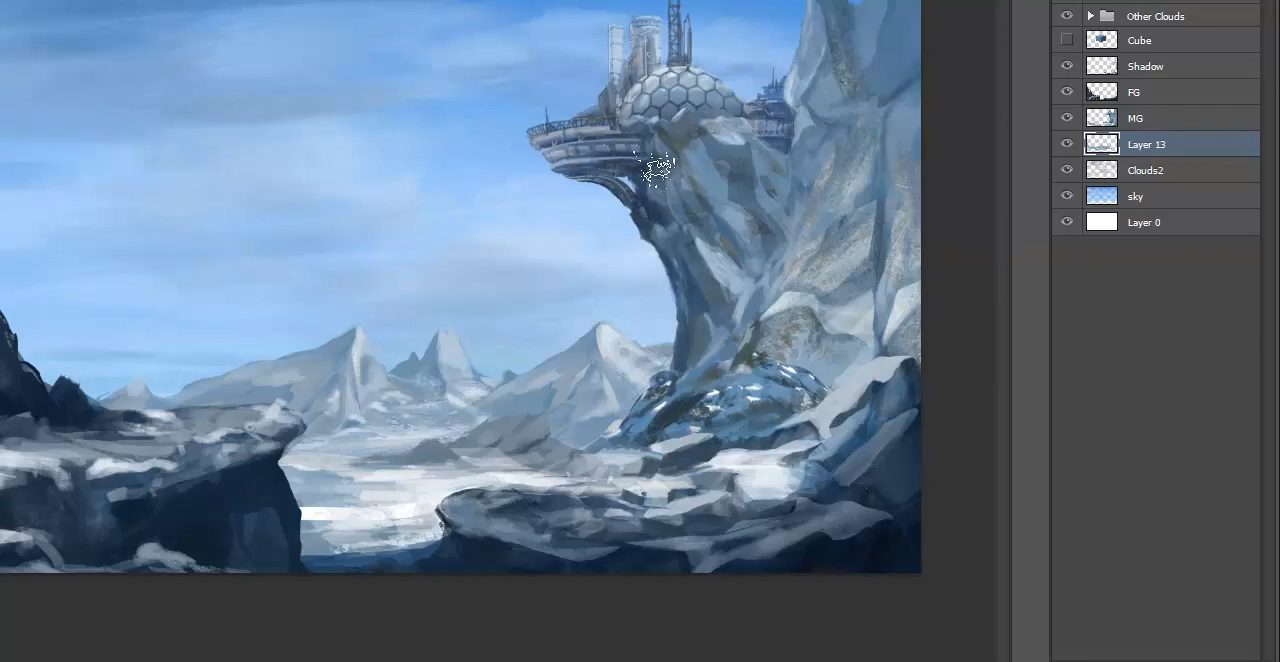 Other Clouds
Cube
Shadow
FG
MG
Layer 13
Clouds2
sky
Layer 0